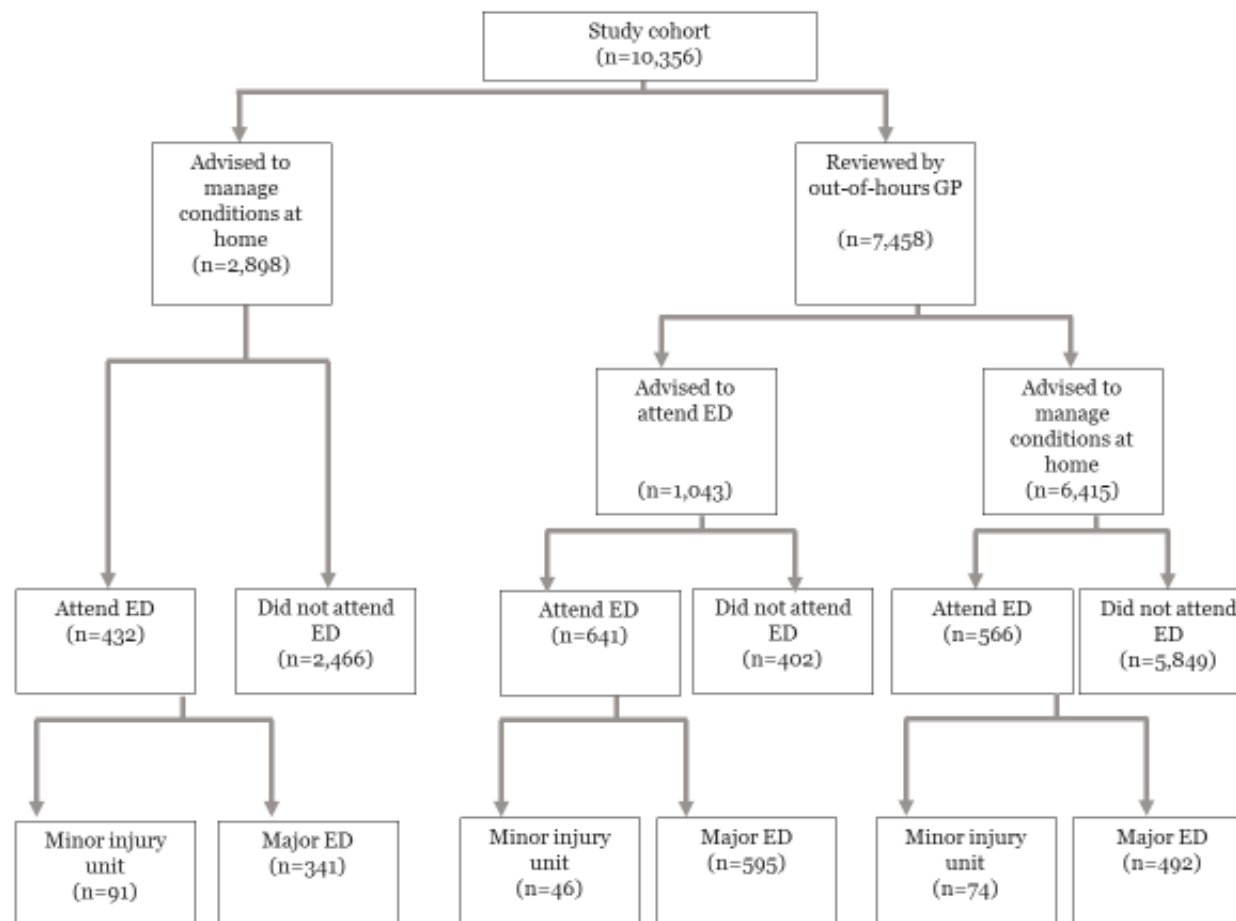 Study cohort
(n=10,356)
Advised to
manage
conditions at
home
(n=2,898)
Reviewed by
out-of-hours GP
(n=7,458)
Advised to
attend ED
(n=1,043)
Advised to
manage
conditions at
home
(n=6,415)
Attend ED
(n=432)
Did not attend
ED
(n=2,466)
Attend ED
(n=641)
Did not attend
ED
(n=402)
Attend ED
(n=566)
Did not attend
ED
(n=5,849)
Minor injury
unit
(n=91)
Major ED
(n=341)
Minor injury
unit
(n=46)
Major ED
(n=595)
Minor injury
unit
(n=74)
Major ED
(n=492)